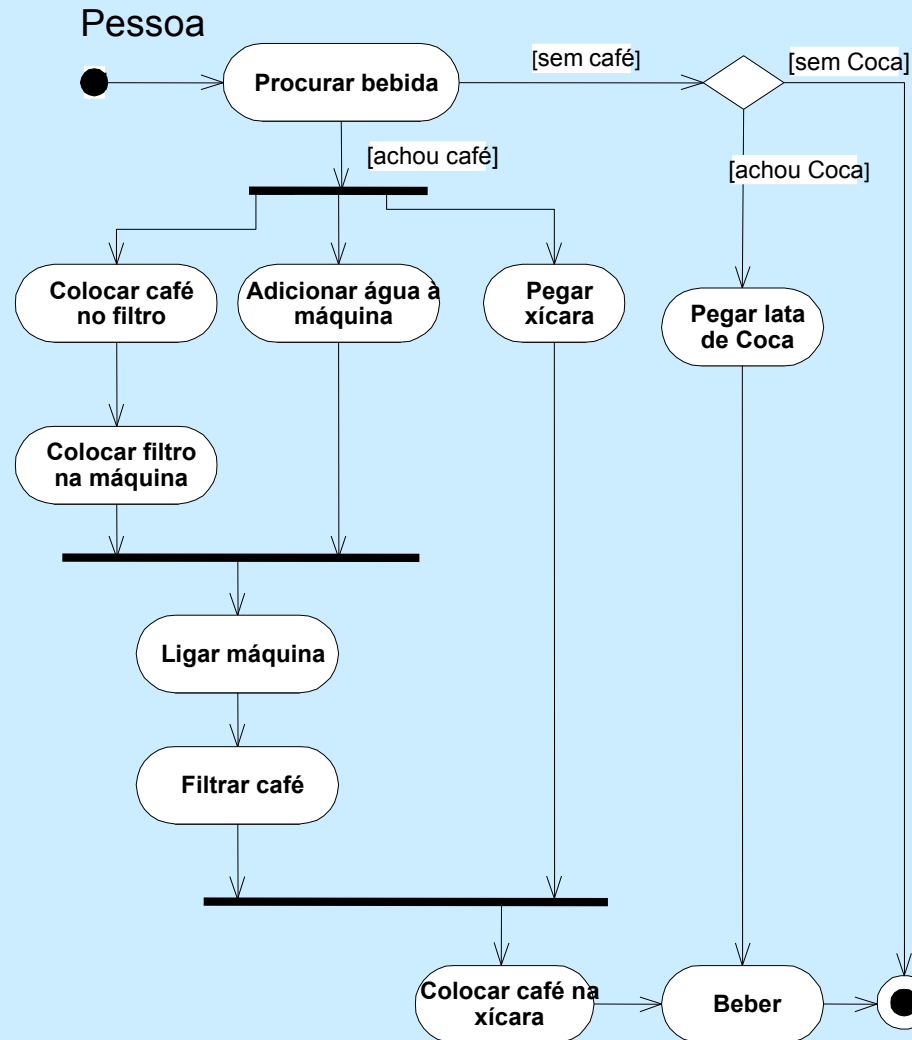 Pessoa
[sem café]
[sem Coca]
Procurar bebida
[achou café]
[achou Coca]
Colocar café
no filtro
Adicionar água à
máquina
Pegar
xícara
Pegar lata
de Coca
Colocar filtro
na máquina
Ligar máquina
Filtrar café
Colocar café na
xícara
Beber